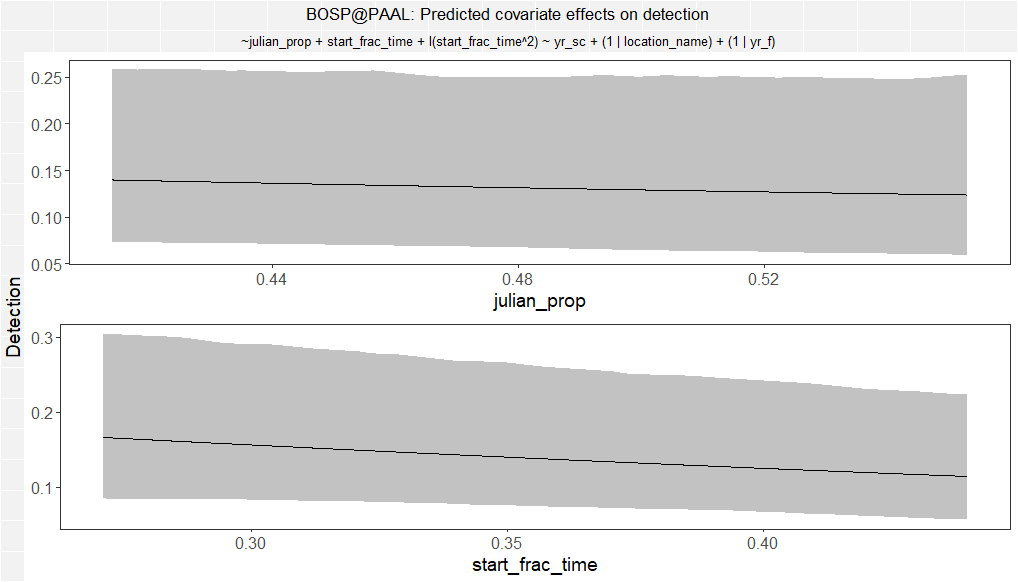 BOSP@PAAL: Predicted covariate effects on detection
~julian_prop + start_frac_time + I(start_frac_time^2) ~ yr_sc + (1 | location_name) + (1 | yr_f)
Detection
0.25
0.20
0.15
0.10
0.05
0.44
0.48
0.52
julian_prop
0.3
0.2
0.1
0.30
0.35
0.40
start_frac_time